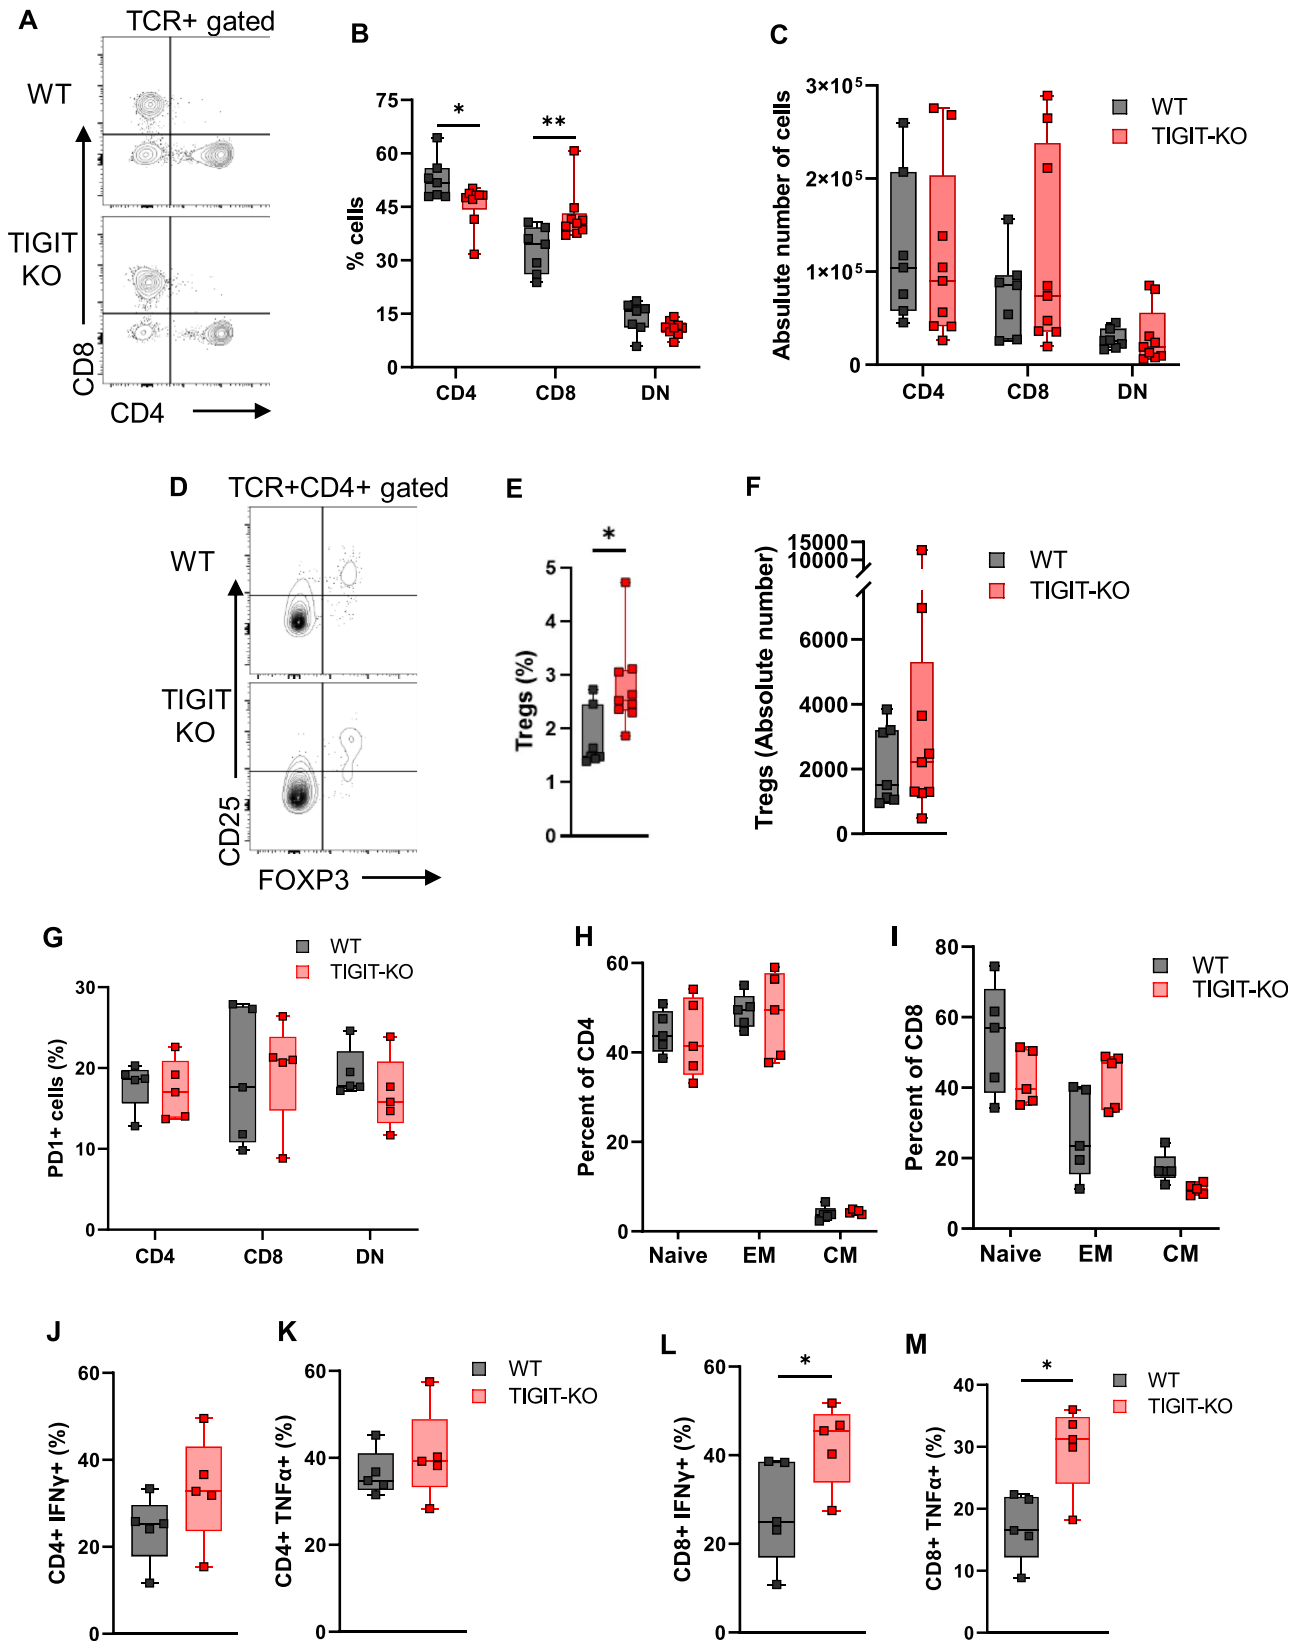 A
TCR+ gated
WT
TIGIT
KO
CD8
CD4
B
% cells
75
60
45
30
15
0
*
**
CD4
CD8
DN
C
Absulute number of cells
3×10⁵
2×10⁵
1×10⁵
0
CD4
CD8
DN
WT
TIGIT-KO
D
TCR+CD4+ gated
WT
TIGIT
KO
CD25
FOXP3
E
Tregs (%)
5
4
3
2
1
0
*
F
Tregs (Absolute number)
15000
10000
6000
4000
2000
0
WT
TIGIT-KO
G
PD1+ cells (%)
30
20
10
0
CD4
CD8
DN
WT
TIGIT-KO
H
Percent of CD4
60
40
20
0
Naive
EM
CM
I
Percent of CD8
80
60
40
20
0
Naive
EM
CM
WT
TIGIT-KO
J
CD4+ IFNγ+ (%)
60
40
20
0
K
CD4+ TNFα+ (%)
60
40
20
0
WT
TIGIT-KO
L
CD8+ IFNγ+ (%)
60
40
20
0
*
M
CD8+ TNFα+ (%)
40
30
20
10
0
*
WT
TIGIT-KO